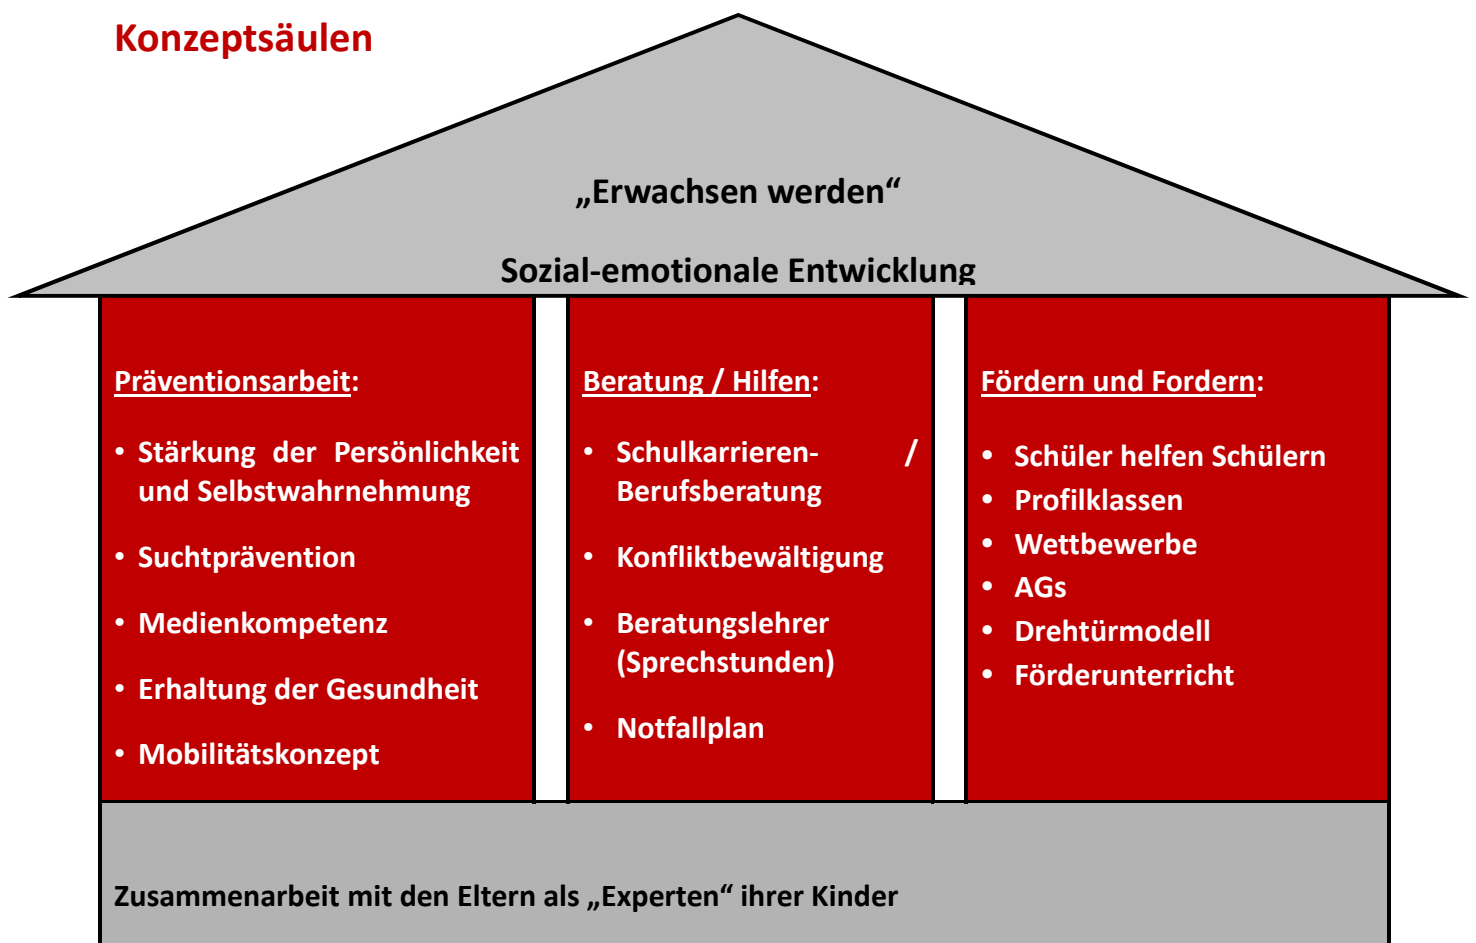 Konzeptsäulen
„Erwachsen werden“
Sozial-emotionale Entwicklung
Präventionsarbeit:
• Stärkung der Persönlichkeit
und Selbstwahrnehmung
• Suchtprävention
• Medienkompetenz
• Erhaltung der Gesundheit
• Mobilitätskonzept
Beratung / Hilfen:
• Schulkarrieren- /
Berufsberatung
• Konfliktbewältigung
• Beratungslehrer
(Sprechstunden)
• Notfallplan
Fördern und Fordern:
• Schüler helfen Schülern
• Profilklassen
• Wettbewerbe
• AGs
• Drehtürmodell
• Förderunterricht
Zusammenarbeit mit den Eltern als „Experten“ ihrer Kinder